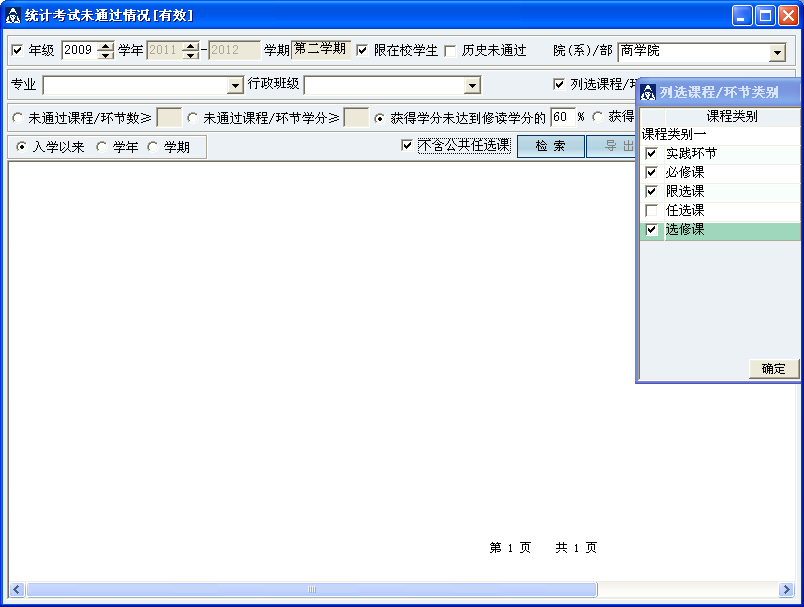 统计考试未通过情况[有效]
年级 2009 学年 2011 - 2012 学期 第二学期 限在校学生 历史未通过 院(系)/部 商学院
专业 行政班级 列选课程/环
列选课程/环节类别
未通过课程/环节数≥ 未通过课程/环节学分≥ 获得学分未达到修读学分的 60 % 获得
入学以来 学年 学期 不含公共任选课 检 索 导 出
课程类别
课程类别一
实践环节
必修课
限选课
任选课
选修课
确定
第 1 页 共 1 页